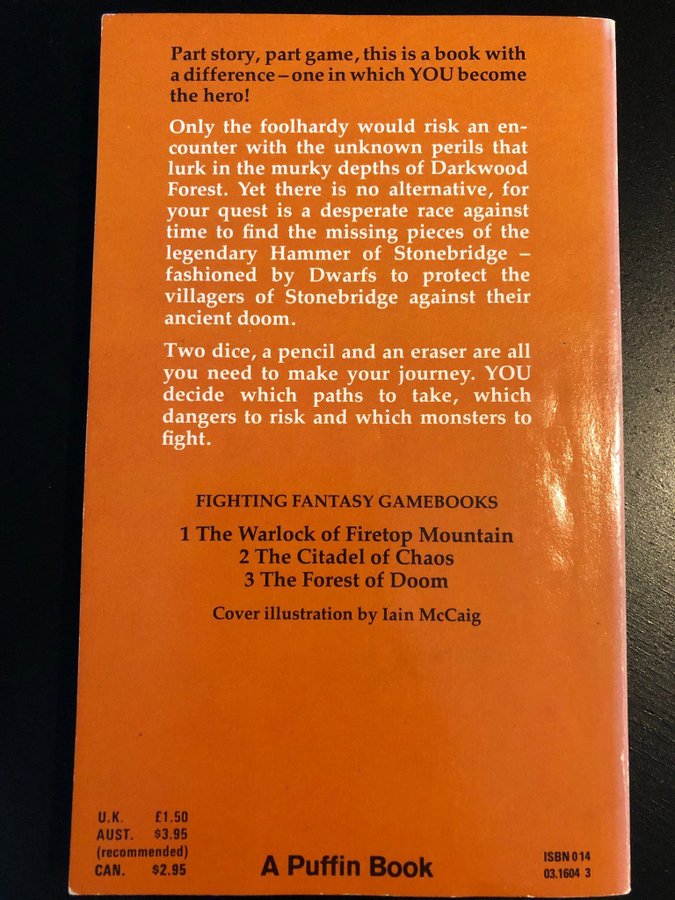 Part story, part game, this is a book with
a difference – one in which YOU become
the hero!
Only the foolhardy would risk an en-
counter with the unknown perils that
lurk in the murky depths of Darkwood
Forest. Yet there is no alternative, for
your quest is a desperate race against
time to find the missing pieces of the
legendary Hammer of Stonebridge –
fashioned by Dwarfs to protect the
villagers of Stonebridge against their
ancient doom.
Two dice, a pencil and an eraser are all
you need to make your journey. YOU
decide which paths to take, which
dangers to risk and which monsters to
fight.
FIGHTING FANTASY GAMEBOOKS
1 The Warlock of Firetop Mountain
2 The Citadel of Chaos
3 The Forest of Doom
Cover illustration by Iain McCaig
U.K. £1.50
AUST. $3.95
(recommended)
CAN. $2.95
A Puffin Book
ISBN 0 14
03.1604 3